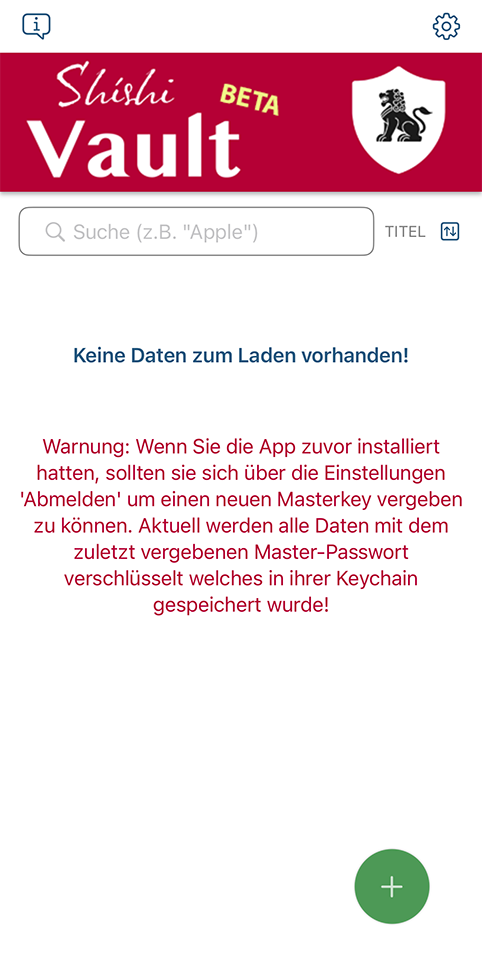 Shishi
BETA
Vault
Suche (z.B. "Apple")
TITEL
Keine Daten zum Laden vorhanden!
Warnung: Wenn Sie die App zuvor installiert
hatten, sollten sie sich über die Einstellungen
'Abmelden' um einen neuen Masterkey vergeben
zu können. Aktuell werden alle Daten mit dem
zuletzt vergebenen Master-Passwort
verschlüsselt welches in ihrer Keychain
gespeichert wurde!